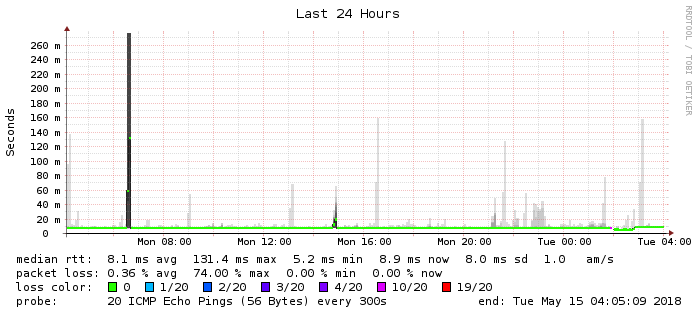 Last 24 Hours
RRDTOOL / TOBI OETIKER
Seconds
260 m
240 m
220 m
200 m
180 m
160 m
140 m
120 m
100 m
80 m
60 m
40 m
20 m
0
Mon 08:00 Mon 12:00 Mon 16:00 Mon 20:00 Tue 00:00 Tue 04:00
median rtt: 8.1 ms avg 131.4 ms max 5.2 ms min 8.9 ms now 8.0 ms sd 1.0 am/s
packet loss: 0.36 % avg 74.00 % max 0.00 % min 0.00 % now
loss color: 0 1/20 2/20 3/20 4/20 10/20 19/20
probe: 20 ICMP Echo Pings (56 Bytes) every 300s end: Tue May 15 04:05:09 2018